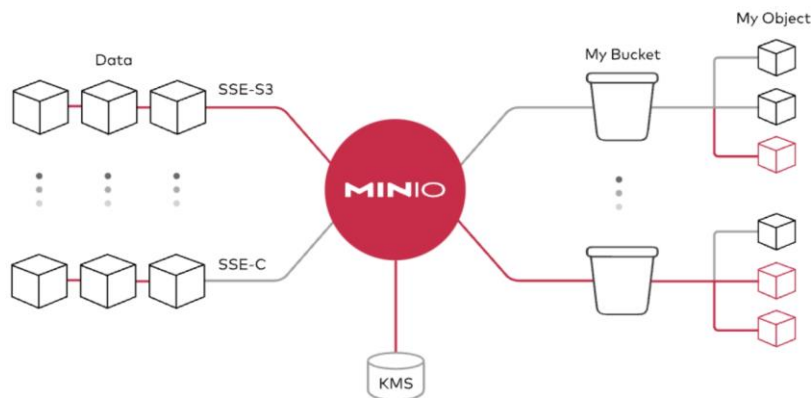 My Object
Data
My Bucket
SSE-S3
MINIO
SSE-C
KMS